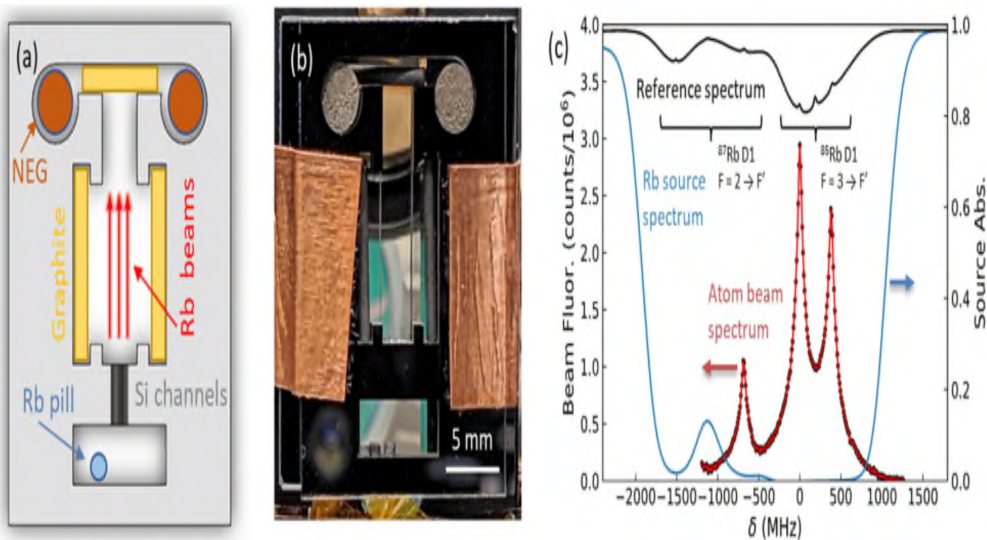 (a)
NEG
Graphite
Rb beams
Rb pill
Si channels
(b)
5 mm
(c)
Reference spectrum
⁸⁷Rb D1
F = 2 → F'
⁸⁵Rb D1
F = 3 → F'
Rb source
spectrum
Atom beam
spectrum
Beam Fluor. (counts/10⁶)
4.0
3.5
3.0
2.5
2.0
1.5
1.0
0.5
0.0
1.0
0.8
0.6
0.4
0.2
0.0
Source Abs.
−2000 −1500 −1000 −500 0 500 1000
δ (MHz)